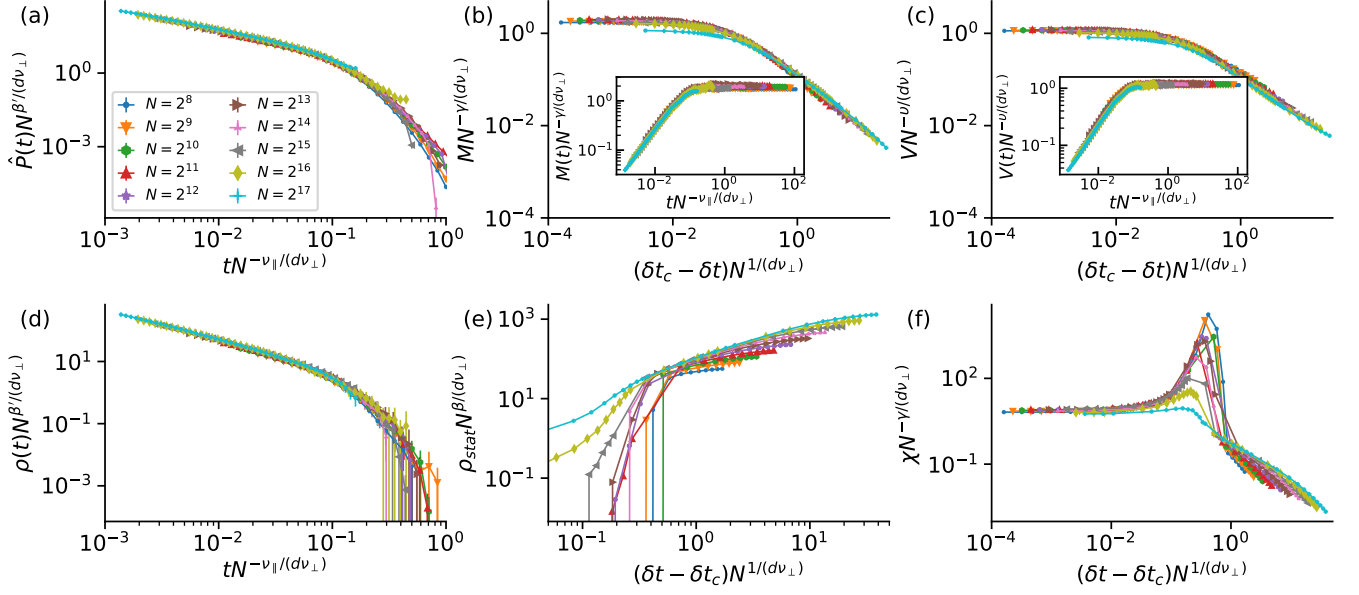 (a)
P̂(t)N^{β′/(dν⊥)}
10^0
10^{−3}
N = 2^8
N = 2^9
N = 2^{10}
N = 2^{11}
N = 2^{12}
N = 2^{13}
N = 2^{14}
N = 2^{15}
N = 2^{16}
N = 2^{17}
10^{−3} 10^{−2} 10^{−1} 10^0
tN^{−ν∥/(dν⊥)}
(b)
MN^{−γ/(dν⊥)}
10^0
10^{−2}
10^{−4}
M(t)N^{−γ/(dν⊥)}
10^0
10^{−1}
10^{−2} 10^0 10^2
tN^{−ν∥/(dν⊥)}
10^{−4} 10^{−2} 10^0
(δt_c − δt)N^{1/(dν⊥)}
(c)
VN^{−υ/(dν⊥)}
10^0
10^{−2}
10^{−4}
V(t)N^{−υ/(dν⊥)}
10^0
10^{−1}
10^{−2} 10^0 10^2
tN^{−ν∥/(dν⊥)}
10^{−4} 10^{−2} 10^0
(δt_c − δt)N^{1/(dν⊥)}
(d)
ρ(t)N^{β′/(dν⊥)}
10^1
10^{−1}
10^{−3}
10^{−3} 10^{−2} 10^{−1} 10^0
tN^{−ν∥/(dν⊥)}
(e)
ρ_{stat}N^{β/(dν⊥)}
10^3
10^1
10^{−1}
10^{−1} 10^0 10^1
(δt − δt_c)N^{1/(dν⊥)}
(f)
χN^{−γ/(dν⊥)}
10^2
10^{−1}
10^{−4} 10^{−2} 10^0
(δt − δt_c)N^{1/(dν⊥)}